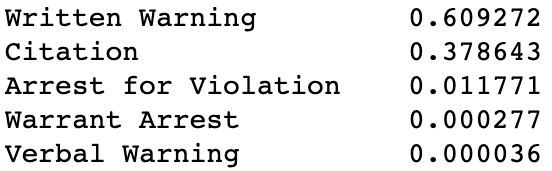 Written Warning 0.609272
Citation 0.378643
Arrest for Violation 0.011771
Warrant Arrest 0.000277
Verbal Warning 0.000036